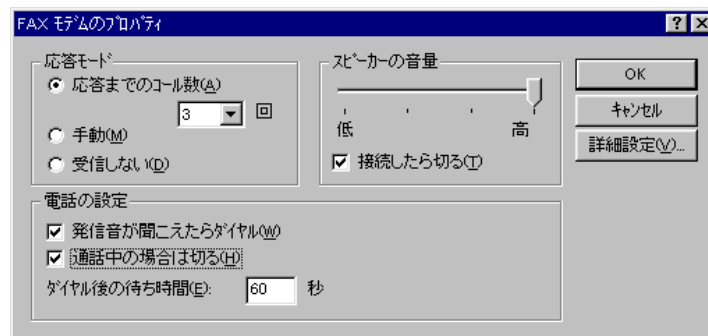 FAX ﾓﾃﾞﾑのﾌﾟﾛﾊﾟﾃｨ
応答ﾓｰﾄﾞ
応答までのｺｰﾙ数(A)
3 回
手動(M)
受信しない(D)
ｽﾋﾟｰｶｰの音量
低 高
接続したら切る(T)
OK
ｷｬﾝｾﾙ
詳細設定(V)...
電話の設定
発信音が聞こえたらﾀﾞｲﾔﾙ(W)
通話中の場合は切る(H)
ﾀﾞｲﾔﾙ後の待ち時間(E): 60 秒